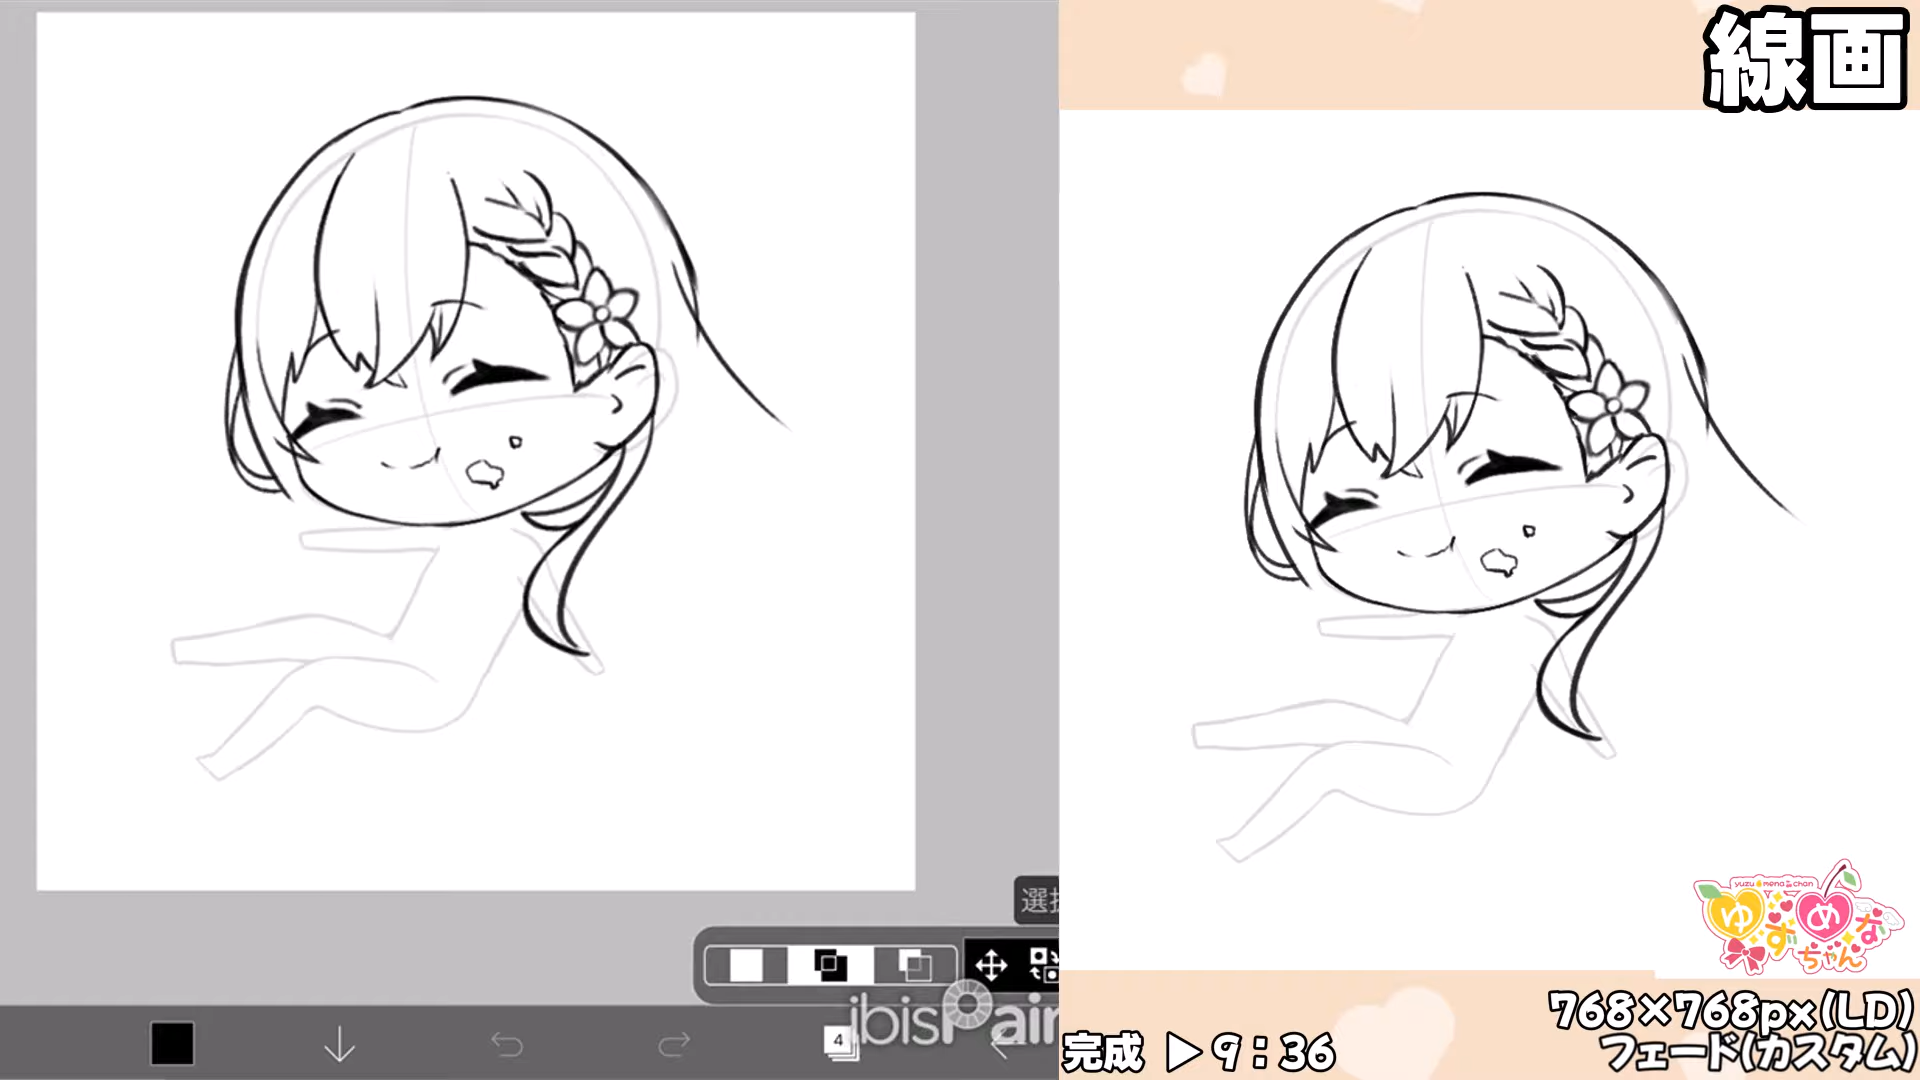 線画
選
4
ibisPain
yuzu mena chan
ゆずめな
ちゃん
768×768px(LD)
フェード(カスタム)
完成 ▶9:36